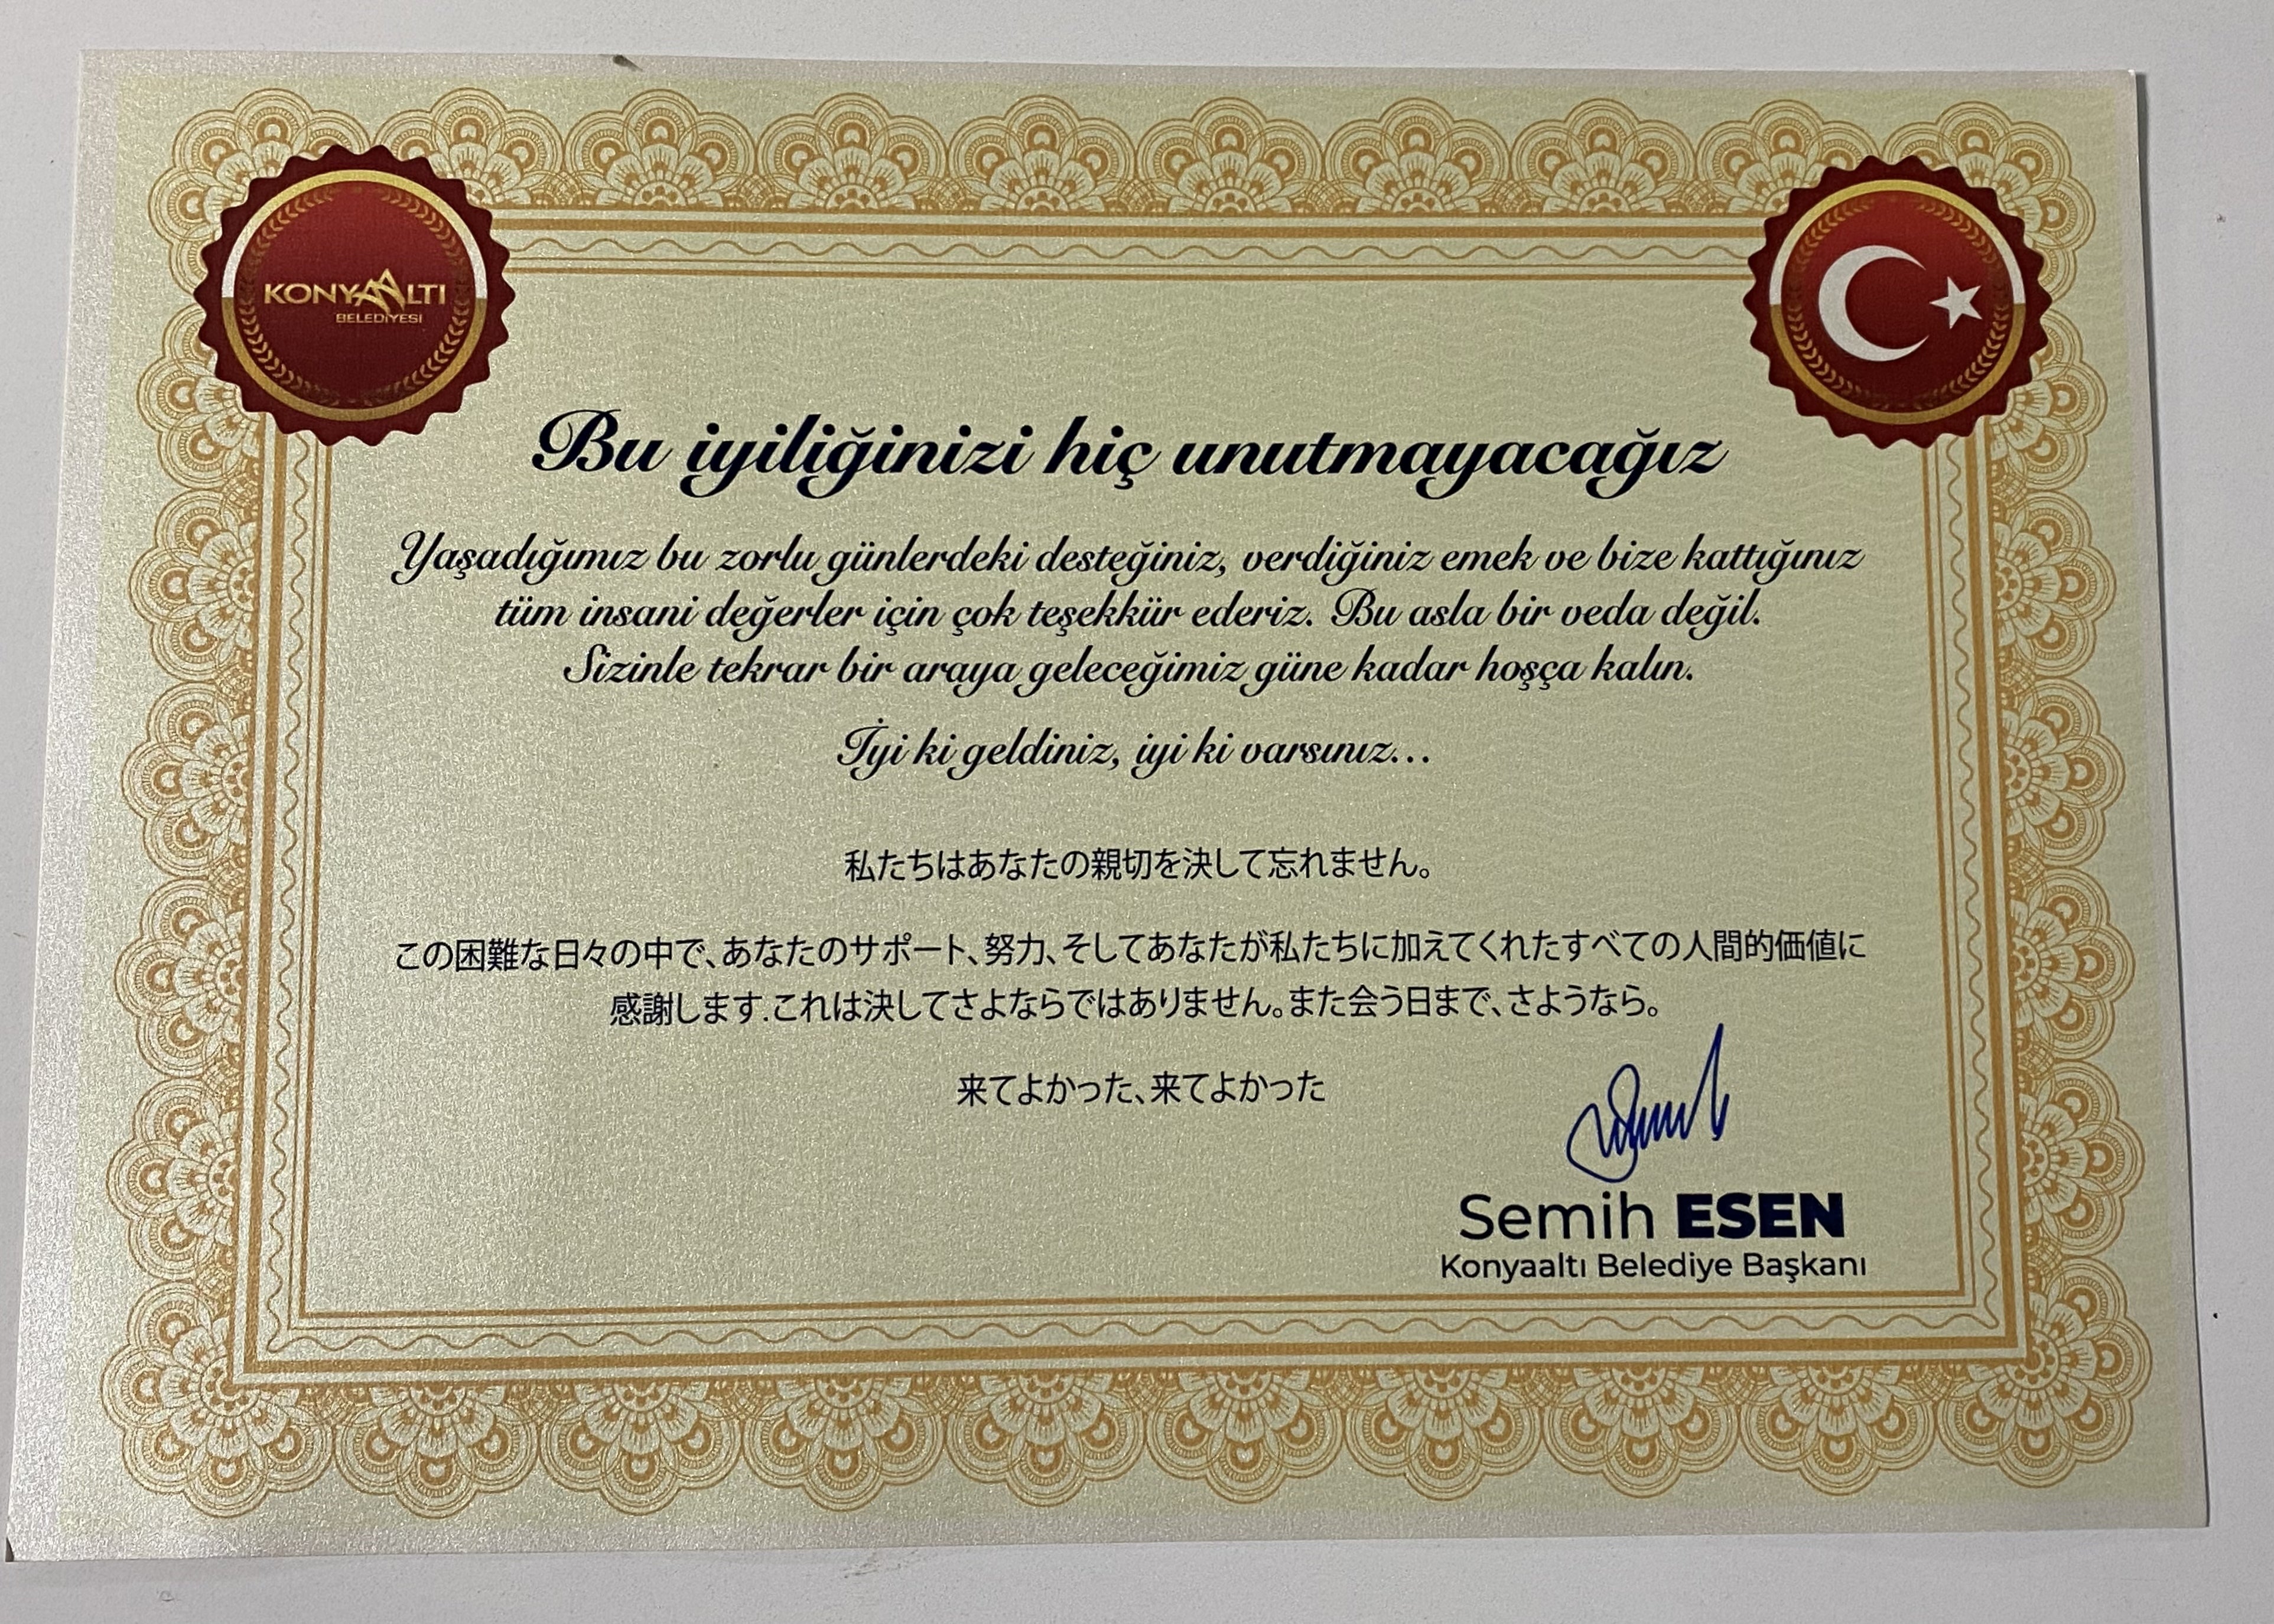 KONYAALTI
BELEDİYESİ
Bu iyiliğinizi hiç unutmayacağız
Yaşadığımız bu zorlu günlerdeki desteğiniz, verdiğiniz emek ve bize kattığınız
tüm insani değerler için çok teşekkür ederiz. Bu asla bir veda değil.
Sizinle tekrar bir araya geleceğimiz güne kadar hoşça kalın.
İyi ki geldiniz, iyi ki varsınız...
私たちはあなたの親切を決して忘れません。
この困難な日々の中で、あなたのサポート、努力、そしてあなたが私たちに加えてくれたすべての人間的価値に
感謝します.これは決してさよならではありません。また会う日まで、さようなら。
来てよかった、来てよかった
Semih ESEN
Konyaaltı Belediye Başkanı